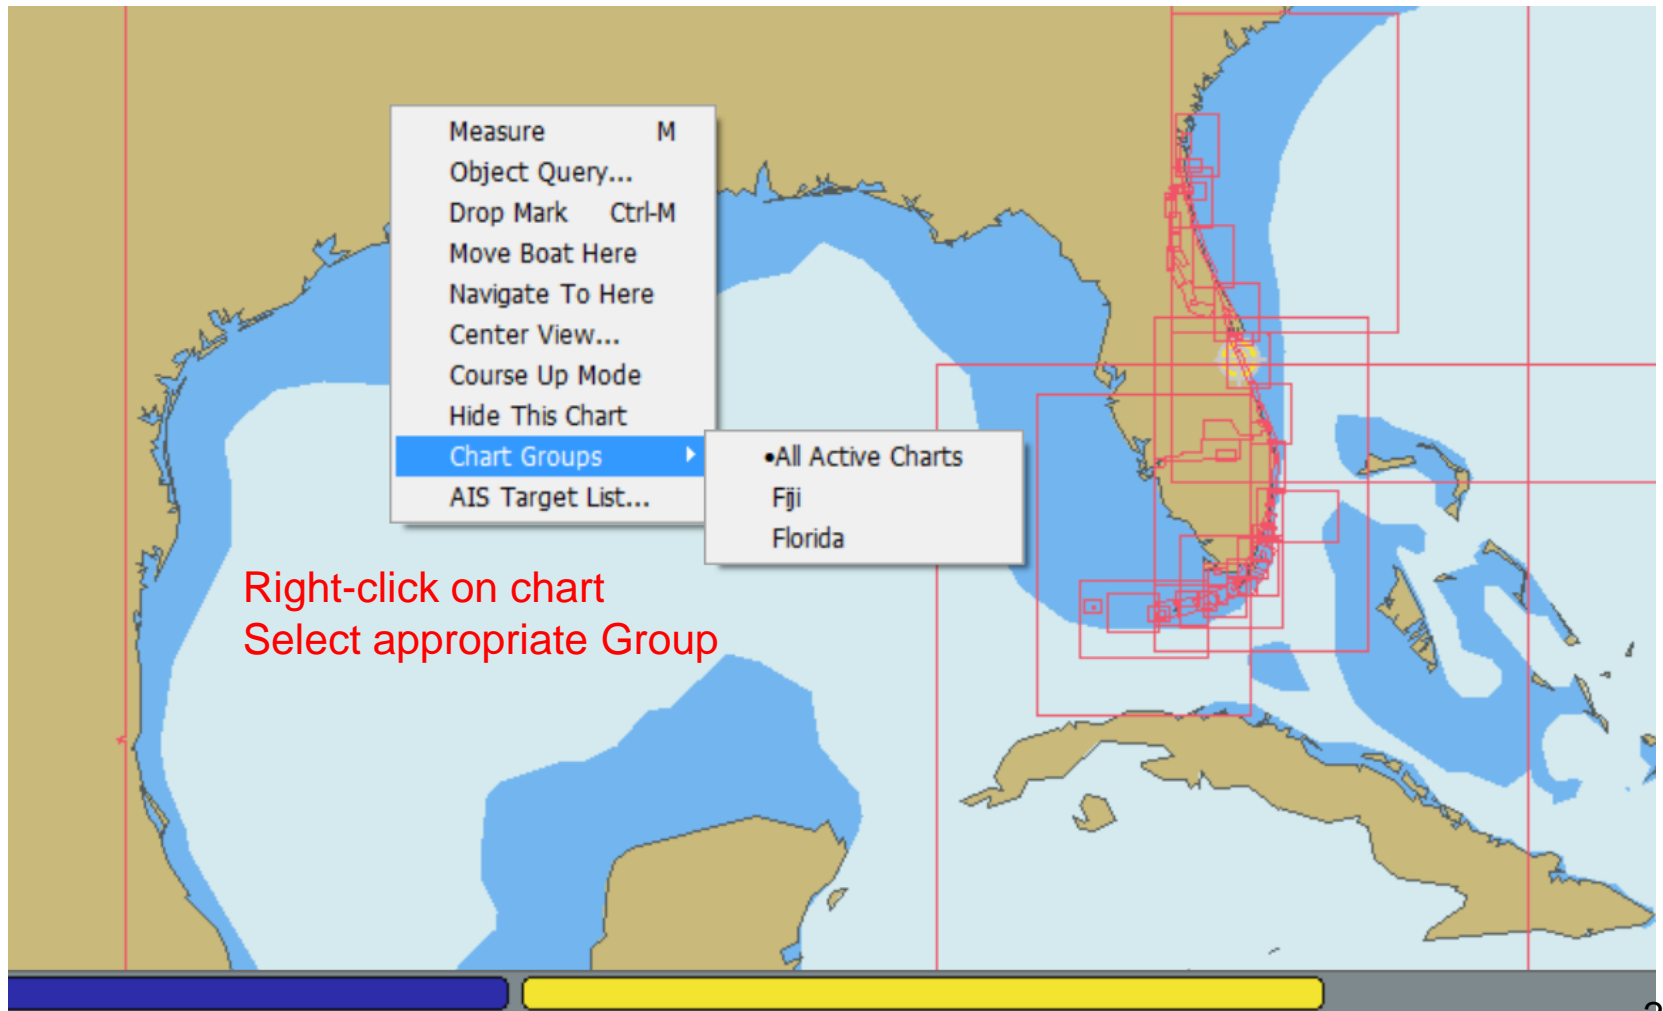 Measure M
Object Query...
Drop Mark Ctrl-M
Move Boat Here
Navigate To Here
Center View...
Course Up Mode
Hide This Chart
Chart Groups
AIS Target List...
•All Active Charts
Fiji
Florida
Right-click on chart
Select appropriate Group